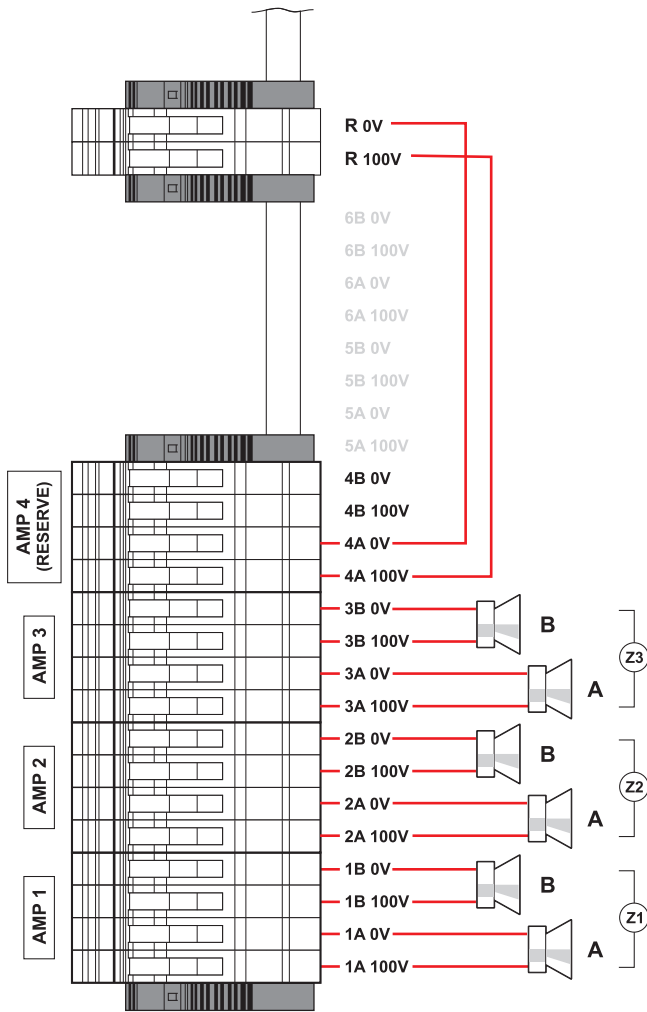 R 0V
R 100V
6B 0V
6B 100V
6A 0V
6A 100V
5B 0V
5B 100V
5A 0V
5A 100V
AMP 4
(RESERVE)
4B 0V
4B 100V
4A 0V
4A 100V
AMP 3
3B 0V
3B 100V
B
3A 0V
3A 100V
A
Z3
AMP 2
2B 0V
2B 100V
B
2A 0V
2A 100V
A
Z2
AMP 1
1B 0V
1B 100V
B
1A 0V
1A 100V
A
Z1